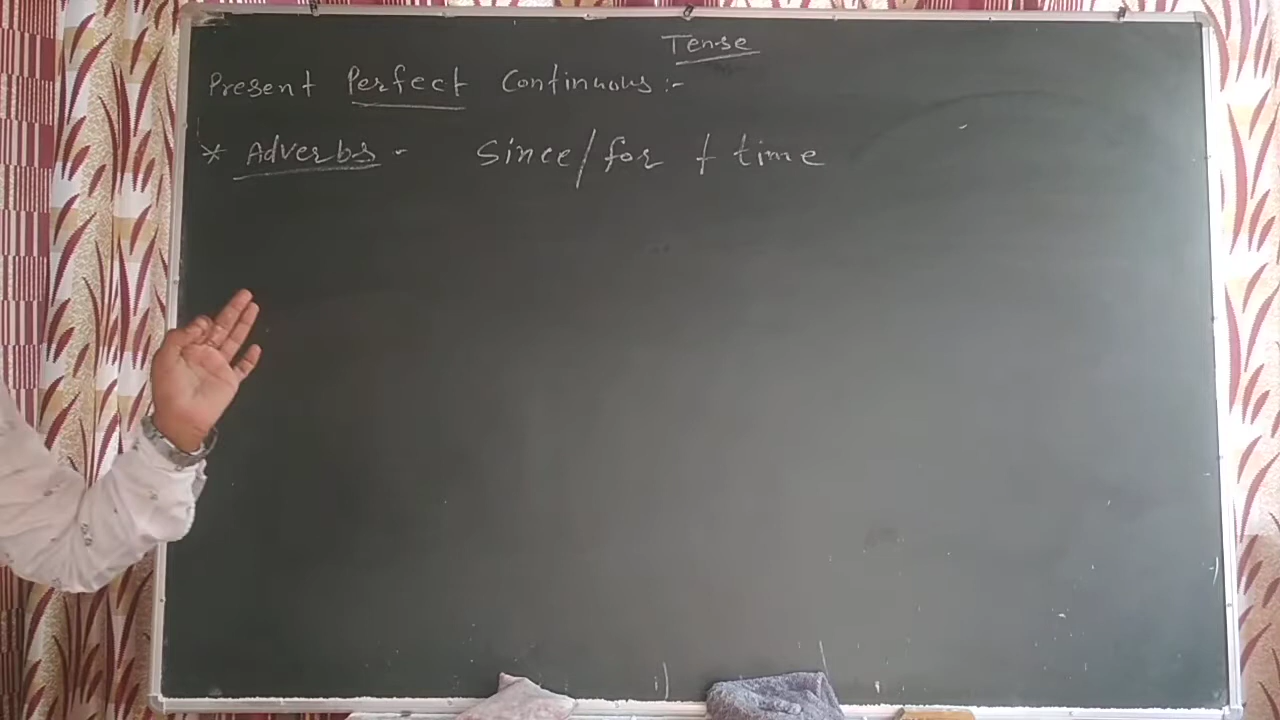 Tense
Present Perfect Continuous :-
* Adverbs - Since/for + time